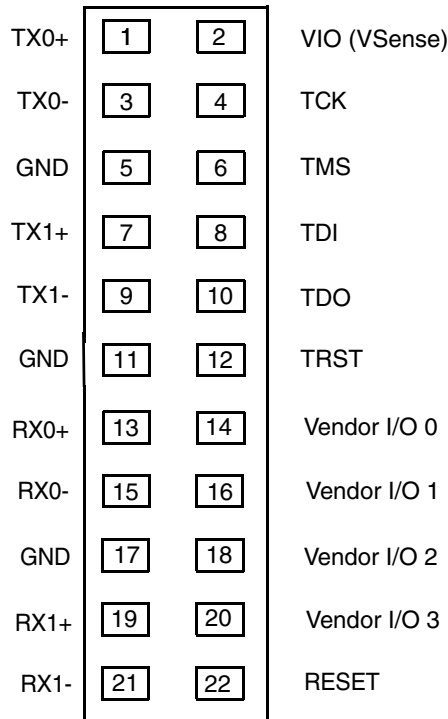 TX0+ 1 2 VIO (VSense)
TX0- 3 4 TCK
GND 5 6 TMS
TX1+ 7 8 TDI
TX1- 9 10 TDO
GND 11 12 TRST
RX0+ 13 14 Vendor I/O 0
RX0- 15 16 Vendor I/O 1
GND 17 18 Vendor I/O 2
RX1+ 19 20 Vendor I/O 3
RX1- 21 22 RESET